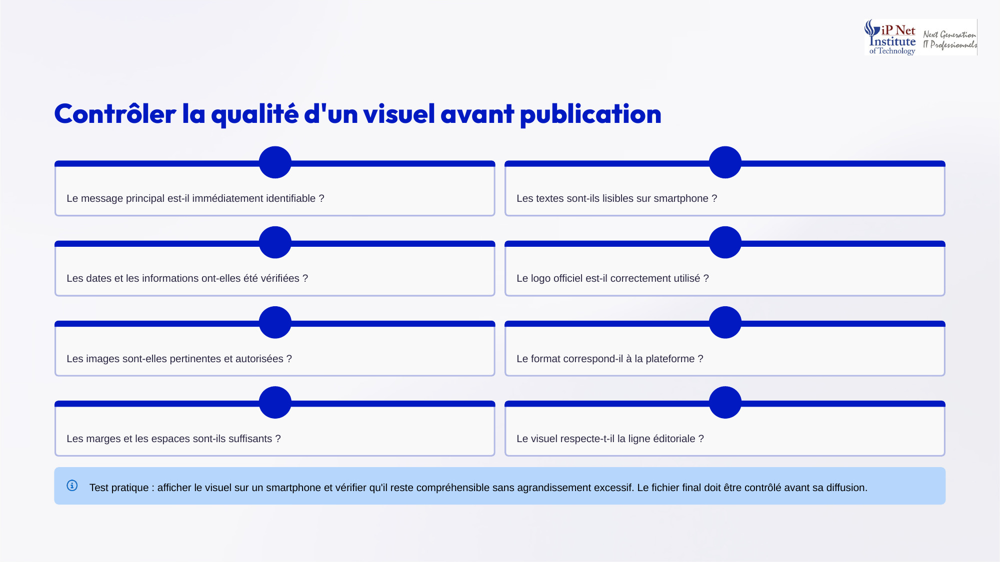 iP Net
Institute
of Technology
Next Generation
IT Professionnels
Contrôler la qualité d'un visuel avant publication
Le message principal est-il immédiatement identifiable ?
Les textes sont-ils lisibles sur smartphone ?
Les dates et les informations ont-elles été vérifiées ?
Le logo officiel est-il correctement utilisé ?
Les images sont-elles pertinentes et autorisées ?
Le format correspond-il à la plateforme ?
Les marges et les espaces sont-ils suffisants ?
Le visuel respecte-t-il la ligne éditoriale ?
Test pratique : afficher le visuel sur un smartphone et vérifier qu'il reste compréhensible sans agrandissement excessif. Le fichier final doit être contrôlé avant sa diffusion.